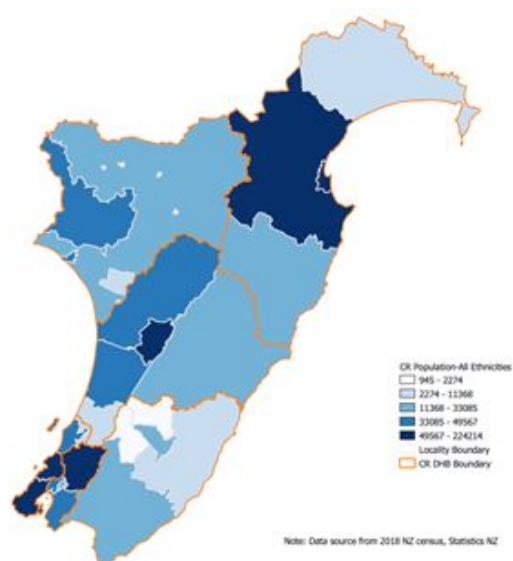 CR Population-All Ethnicities
945 - 2274
2274 - 11368
11368 - 33085
33085 - 49567
49567 - 224214
Locality Boundary
CR DHB Boundary
Note: Data source from 2018 NZ census, Statistics NZ